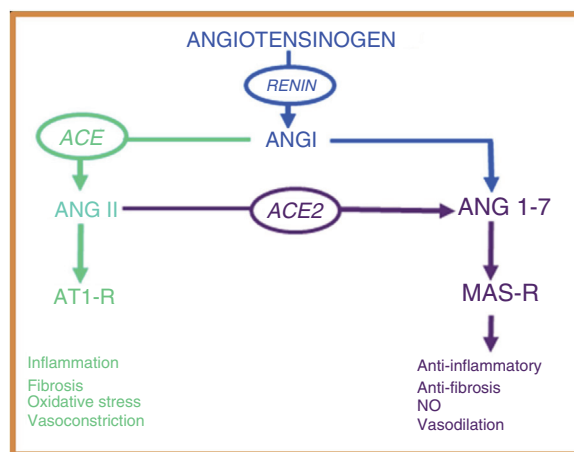 ANGIOTENSINOGEN
RENIN
ACE
ANGI
ANG II
ACE2
ANG 1-7
AT1-R
MAS-R
Inflammation
Fibrosis
Oxidative stress
Vasoconstriction
Anti-inflammatory
Anti-fibrosis
NO
Vasodilation